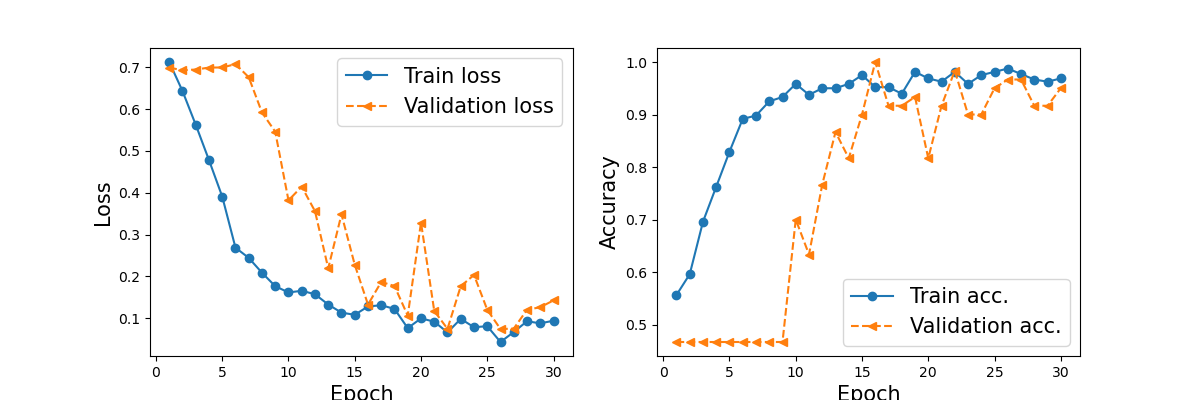 Train loss
Validation loss
0.7
0.6
0.5
0.4
0.3
0.2
0.1
Loss
0 5 10 15 20 25 30
Epoch
Train acc.
Validation acc.
1.0
0.9
0.8
0.7
0.6
0.5
Accuracy
0 5 10 15 20 25 30
Epoch